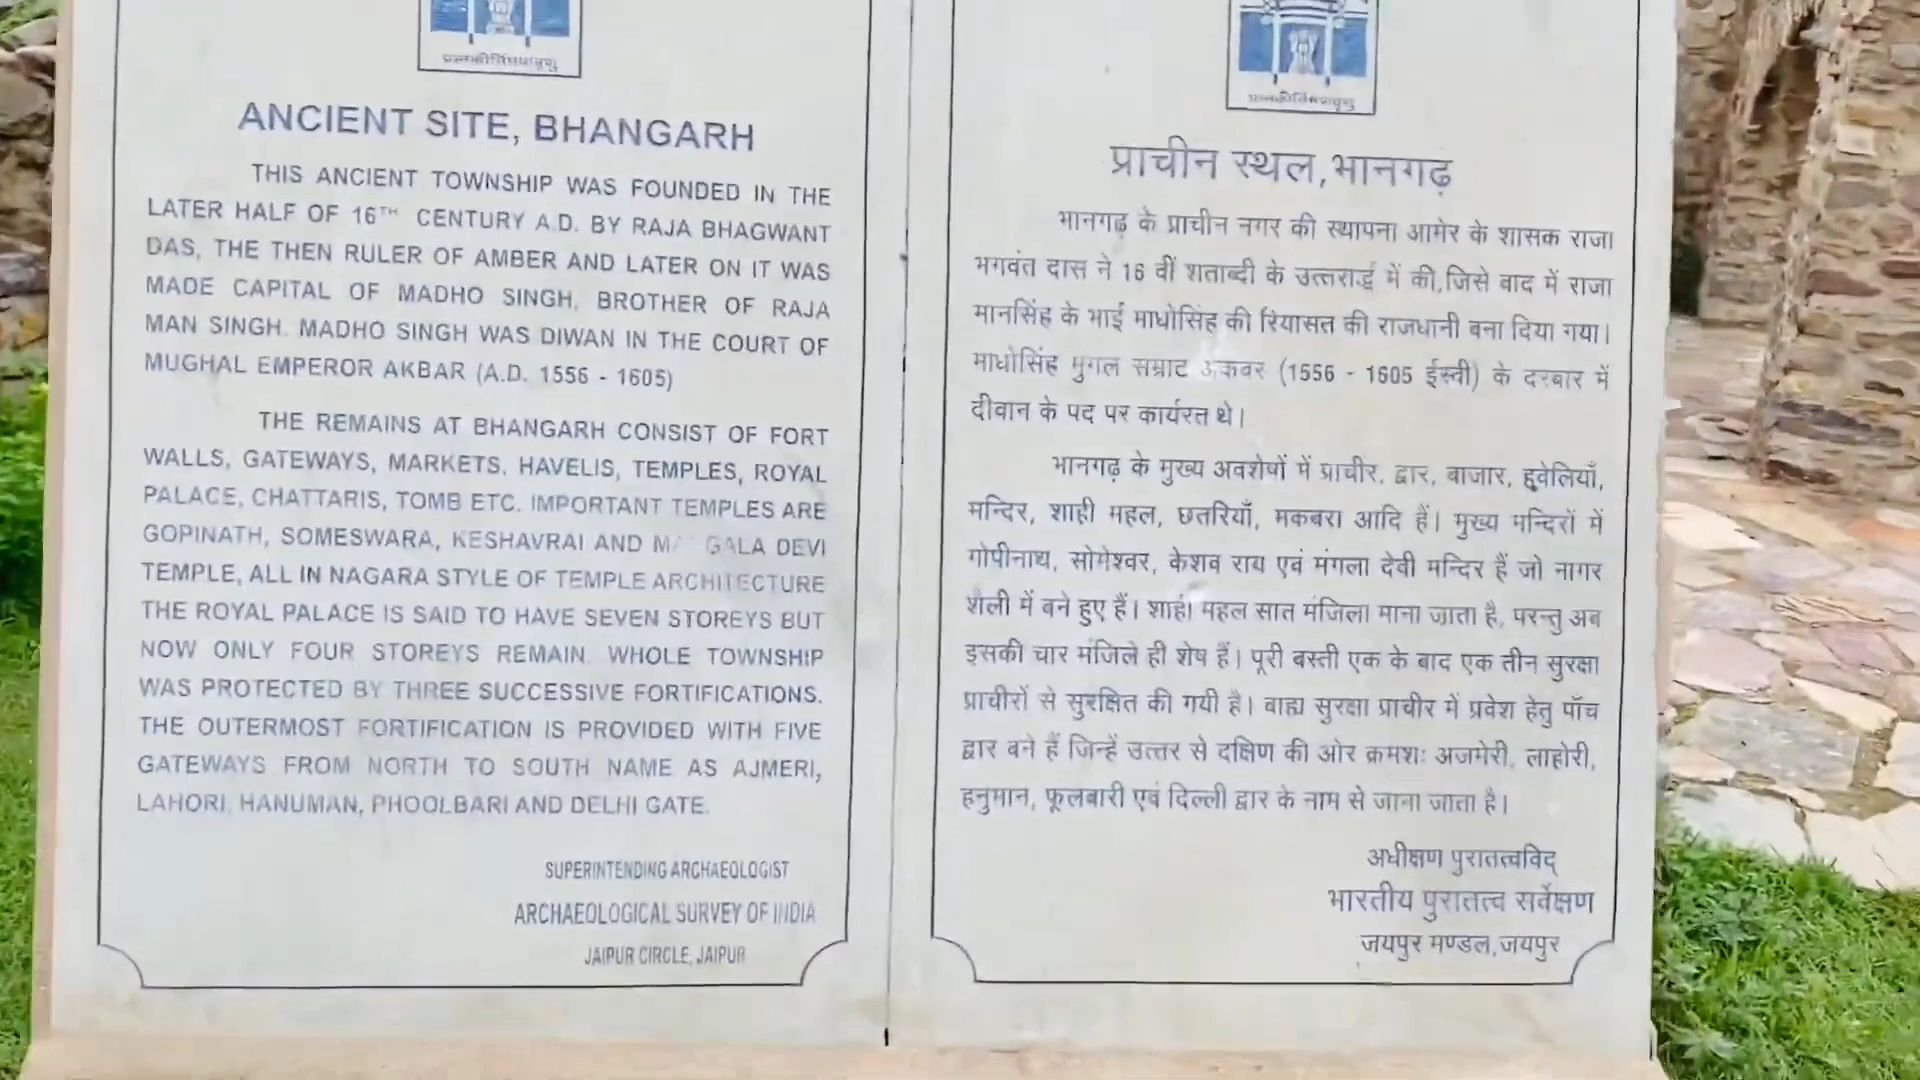 प्रत्नकीर्तिमपावृणु
ANCIENT SITE, BHANGARH
THIS ANCIENT TOWNSHIP WAS FOUNDED IN THE
LATER HALF OF 16TH CENTURY A.D. BY RAJA BHAGWANT
DAS, THE THEN RULER OF AMBER AND LATER ON IT WAS
MADE CAPITAL OF MADHO SINGH, BROTHER OF RAJA
MAN SINGH. MADHO SINGH WAS DIWAN IN THE COURT OF
MUGHAL EMPEROR AKBAR (A.D. 1556 - 1605)
THE REMAINS AT BHANGARH CONSIST OF FORT
WALLS, GATEWAYS, MARKETS, HAVELIS, TEMPLES, ROYAL
PALACE, CHATTARIS, TOMB ETC. IMPORTANT TEMPLES ARE
GOPINATH, SOMESWARA, KESHAVRAI AND MA GALA DEVI
TEMPLE, ALL IN NAGARA STYLE OF TEMPLE ARCHITECTURE
THE ROYAL PALACE IS SAID TO HAVE SEVEN STOREYS BUT
NOW ONLY FOUR STOREYS REMAIN. WHOLE TOWNSHIP
WAS PROTECTED BY THREE SUCCESSIVE FORTIFICATIONS.
THE OUTERMOST FORTIFICATION IS PROVIDED WITH FIVE
GATEWAYS FROM NORTH TO SOUTH NAME AS AJMERI,
LAHORI, HANUMAN, PHOOLBARI AND DELHI GATE.
SUPERINTENDING ARCHAEOLOGIST
ARCHAEOLOGICAL SURVEY OF INDIA
JAIPUR CIRCLE, JAIPUR
प्रत्नकीर्तिमपावृणु
प्राचीन स्थल,भानगढ़
भानगढ़ के प्राचीन नगर की स्थापना आमेर के शासक राजा
भगवंत दास ने 16 वीं शताब्दी के उत्तरार्द्ध में की,जिसे वाद में राजा
मानसिंह के भाई माधोसिंह की रियासत की राजधानी बना दिया गया।
माधोसिंह मुगल सम्राट अकवर (1556 - 1605 ईस्वी) के दरबार में
दीवान के पद पर कार्यरत थे।
भानगढ़ के मुख्य अवशेषों में प्राचीर, द्वार, बाजार, हवेलियाँ,
मन्दिर, शाही महल, छतरियाँ, मकबरा आदि हैं। मुख्य मन्दिरों में
गोपीनाथ, सोमेश्वर, केशव राय एवं मंगला देवी मन्दिर हैं जो नागर
शैली में बने हुए हैं। शाही महल सात मंजिला माना जाता है, परन्तु अब
इसकी चार मंजिले ही शेष हैं। पूरी बस्ती एक के बाद एक तीन सुरक्षा
प्राचीरों से सुरक्षित की गयी है। वाह्य सुरक्षा प्राचीर में प्रवेश हेतु पाँच
द्वार बने हैं जिन्हें उत्तर से दक्षिण की ओर क्रमशः अजमेरी, लाहोरी,
हनुमान, फूलबारी एवं दिल्ली द्वार के नाम से जाना जाता है।
अधीक्षण पुरातत्वविद्
भारतीय पुरातत्व सर्वेक्षण
जयपुर मण्डल,जयपुर